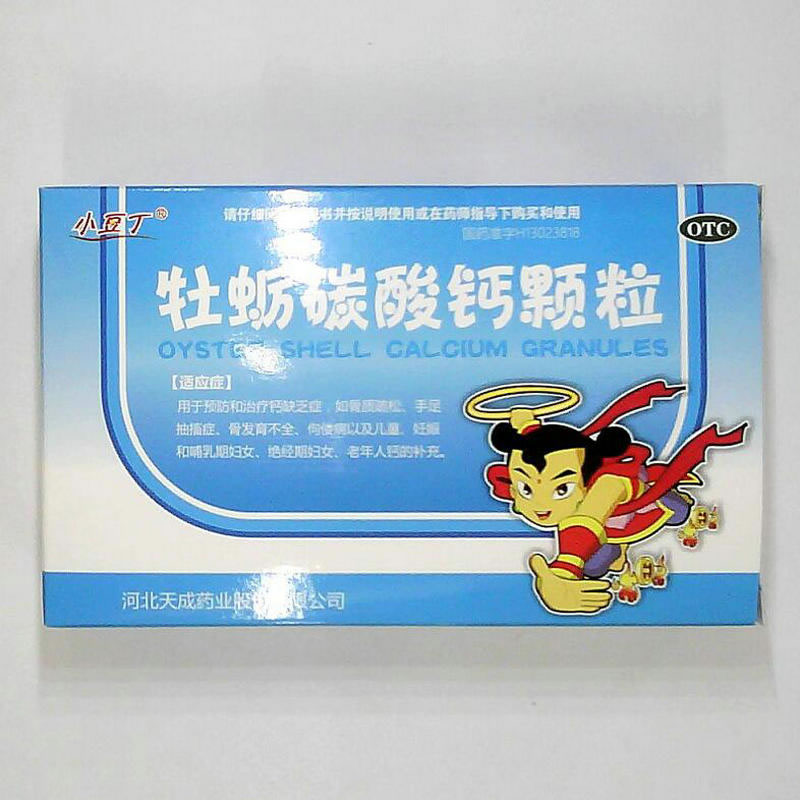 小豆丁®
请仔细 书并按说明使用或在药师指导下购买和使用
国药准字H13023818
OTC
牡蛎碳酸钙颗粒
OYSTER SHELL CALCIUM GRANULES
【适应症】
用于预防和治疗钙缺乏症，如骨质疏松、手足
抽搐症、骨发育不全、佝偻病以及儿童、妊娠
和哺乳期妇女、绝经期妇女、老年人钙的补充。
河北天成药业股份有限公司